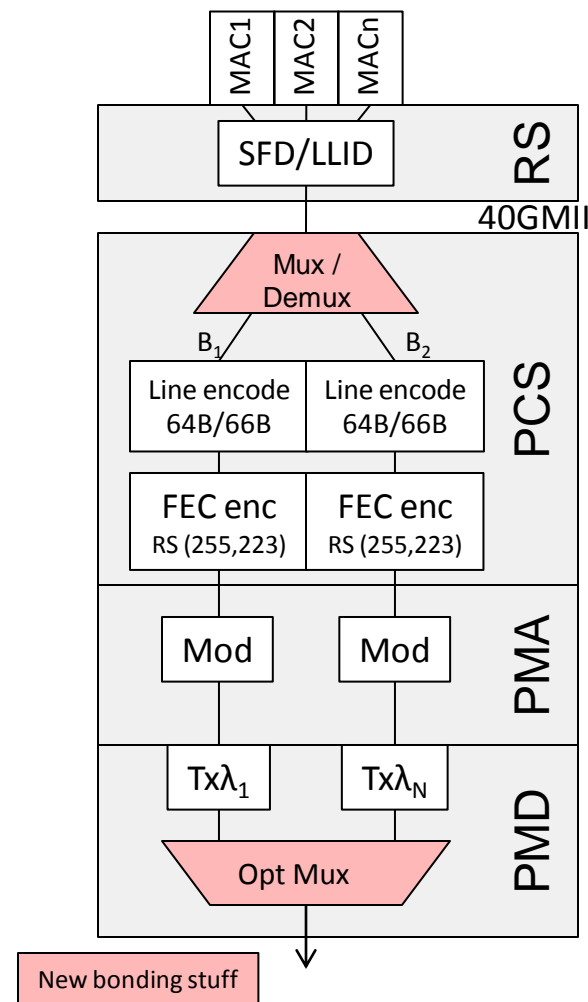 MAC1 MAC2 MACn
SFD/LLID
RS
40GMII
Mux /
Demux
B1 B2
Line encode Line encode
64B/66B 64B/66B
PCS
FEC enc FEC enc
RS (255,223) RS (255,223)
Mod Mod
PMA
Txλ1 TxλN
PMD
Opt Mux
New bonding stuff